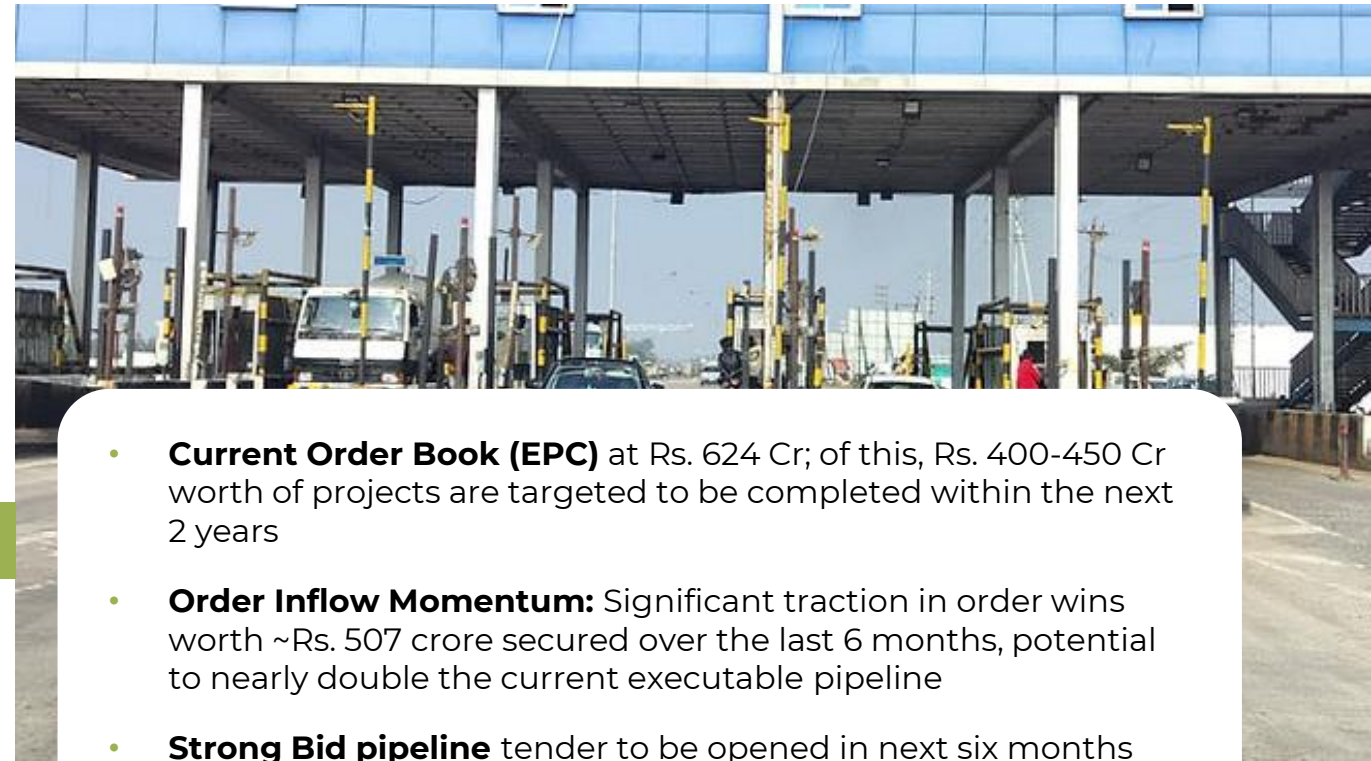 • Current Order Book (EPC) at Rs. 624 Cr; of this, Rs. 400-450 Cr
worth of projects are targeted to be completed within the next
2 years
• Order Inflow Momentum: Significant traction in order wins
worth ~Rs. 507 crore secured over the last 6 months, potential
to nearly double the current executable pipeline
• Strong Bid pipeline tender to be opened in next six months